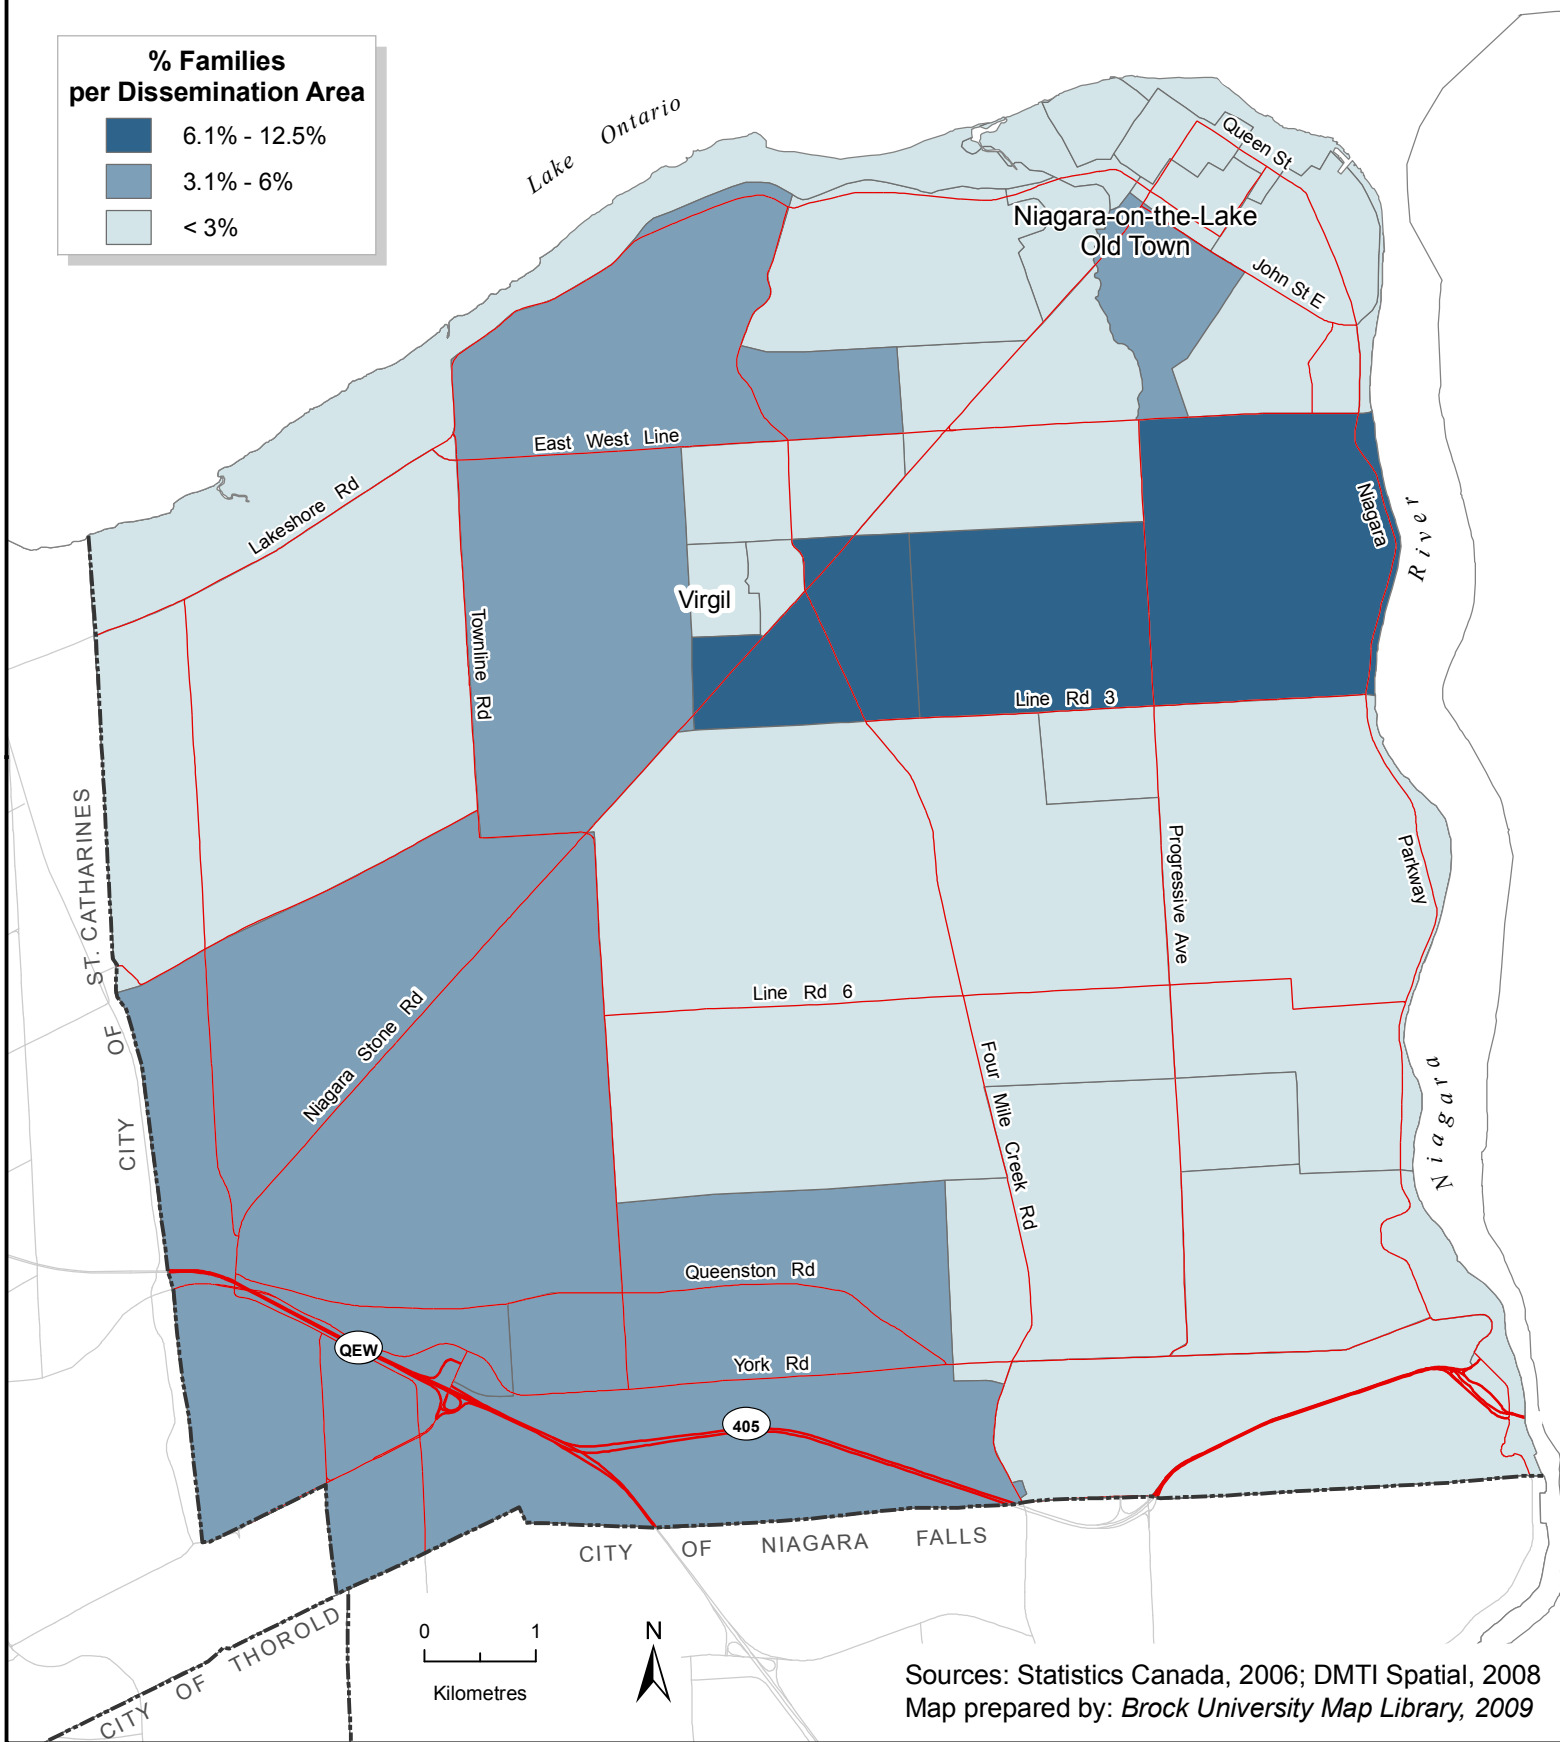 % Families
per Dissemination Area
6.1% - 12.5%
3.1% - 6%
< 3%
Lake Ontario
Queen St
Niagara-on-the-Lake
Old Town
John St E
East West Line
Lakeshore Rd
Niagara
River
Virgil
Townline Rd
Line Rd 3
ST. CATHARINES
Progressive Ave
Parkway
Line Rd 6
Niagara Stone Rd
OF
Four Mile Creek Rd
Niagara
CITY
Queenston Rd
QEW
York Rd
405
CITY OF NIAGARA FALLS
CITY OF THOROLD
0 1
Kilometres
N
Sources: Statistics Canada, 2006; DMTI Spatial, 2008
Map prepared by: Brock University Map Library, 2009